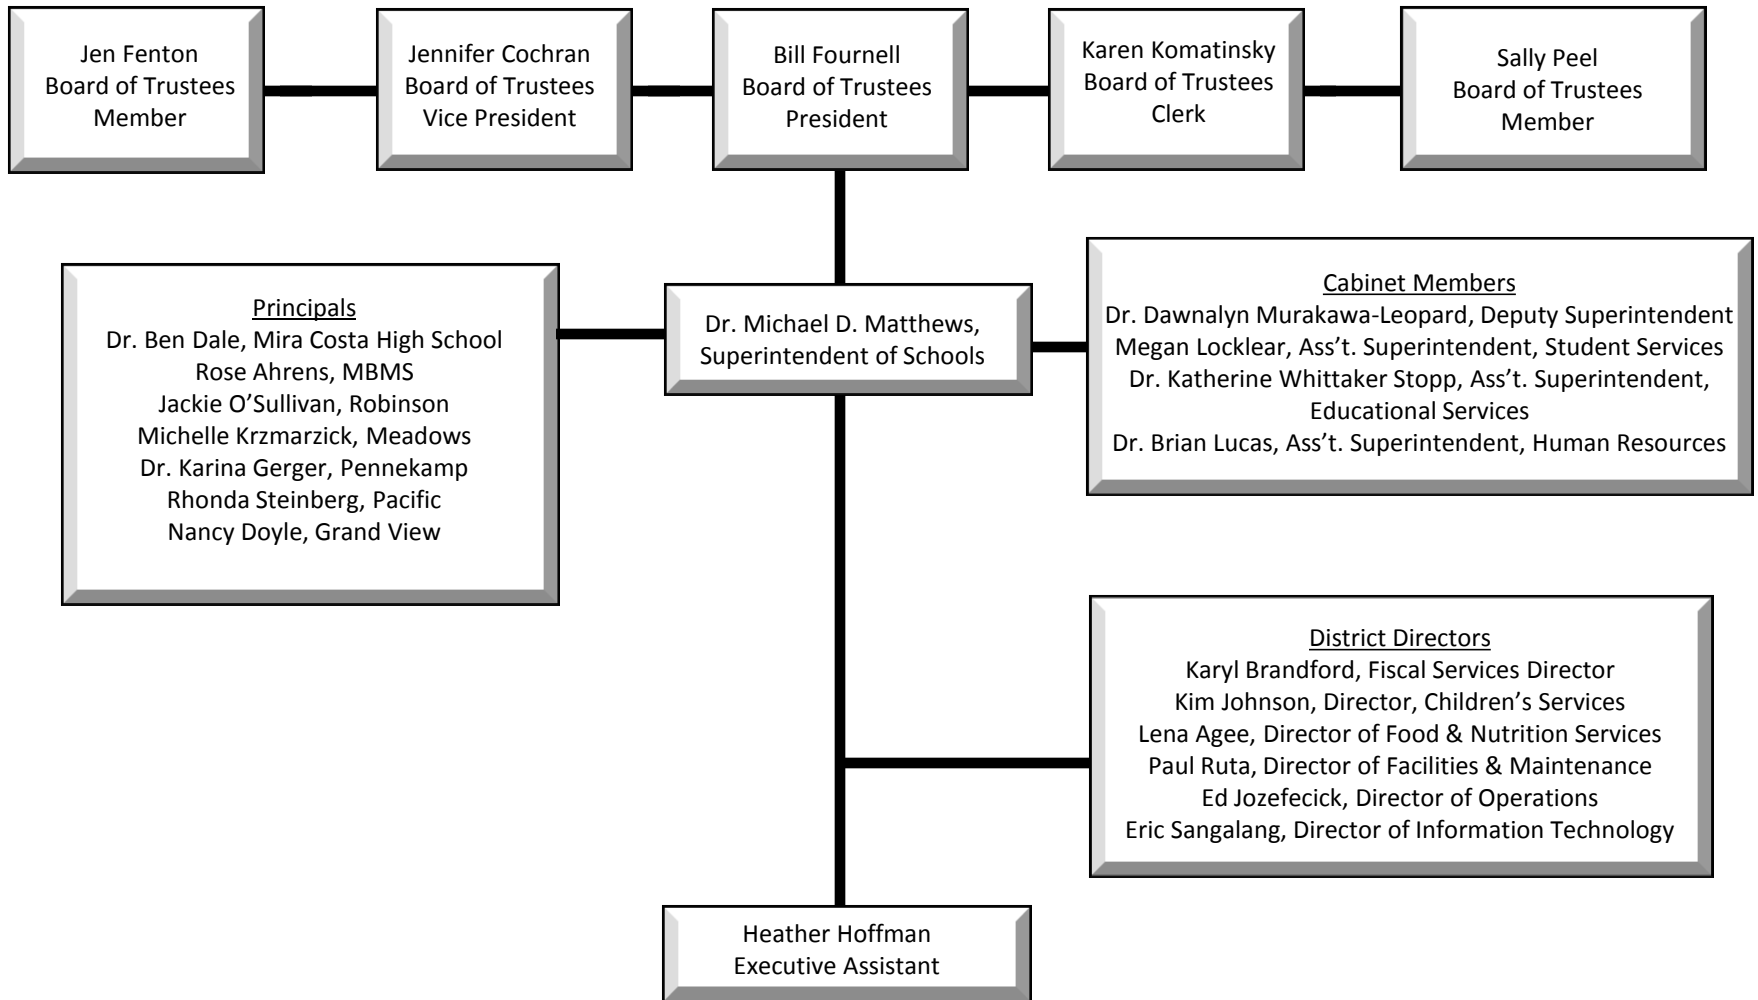 Jen Fenton
Board of Trustees
Member
Jennifer Cochran
Board of Trustees
Vice President
Bill Fournell
Board of Trustees
President
Karen Komatinsky
Board of Trustees
Clerk
Sally Peel
Board of Trustees
Member
Principals
Dr. Ben Dale, Mira Costa High School
Rose Ahrens, MBMS
Jackie O’Sullivan, Robinson
Michelle Krzmarzick, Meadows
Dr. Karina Gerger, Pennekamp
Rhonda Steinberg, Pacific
Nancy Doyle, Grand View
Dr. Michael D. Matthews,
Superintendent of Schools
Cabinet Members
Dr. Dawnalyn Murakawa-Leopard, Deputy Superintendent
Megan Locklear, Ass’t. Superintendent, Student Services
Dr. Katherine Whittaker Stopp, Ass’t. Superintendent,
Educational Services
Dr. Brian Lucas, Ass’t. Superintendent, Human Resources
District Directors
Karyl Brandford, Fiscal Services Director
Kim Johnson, Director, Children’s Services
Lena Agee, Director of Food & Nutrition Services
Paul Ruta, Director of Facilities & Maintenance
Ed Jozefecick, Director of Operations
Eric Sangalang, Director of Information Technology
Heather Hoffman
Executive Assistant